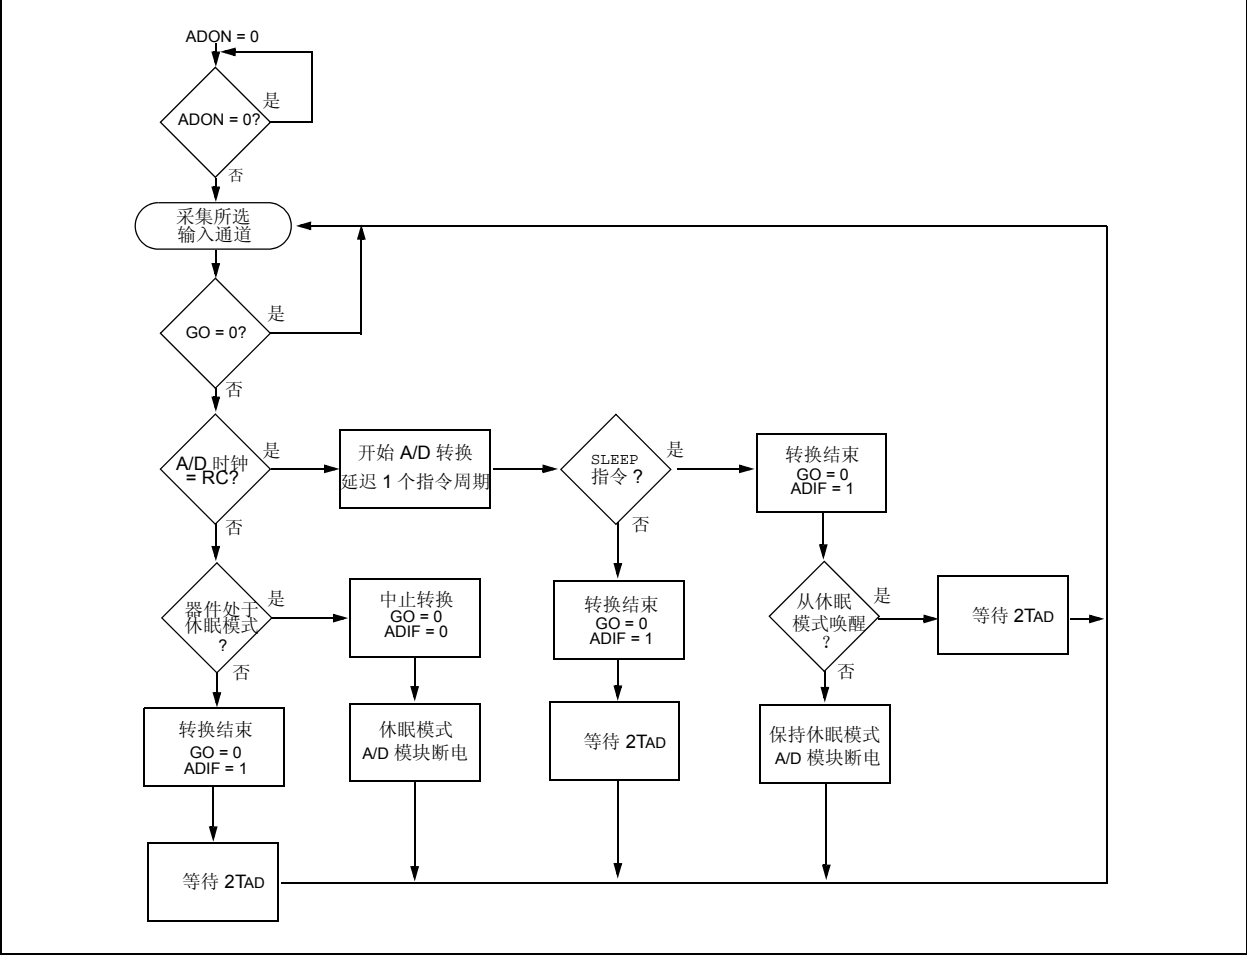 ADON = 0
是
ADON = 0?
否
采集所选
输入通道
是
GO = 0?
否
是
A/D 时钟
= RC?
否
开始 A/D 转换
延迟 1 个指令周期
是
SLEEP
指令 ?
否
转换结束
GO = 0
ADIF = 1
是
器件处于
休眠模式
?
否
中止转换
GO = 0
ADIF = 0
转换结束
GO = 0
ADIF = 1
是
从休眠
模式唤醒
?
否
等待 2TAD
转换结束
GO = 0
ADIF = 1
休眠模式
A/D 模块断电
等待 2TAD
保持休眠模式
A/D 模块断电
等待 2TAD